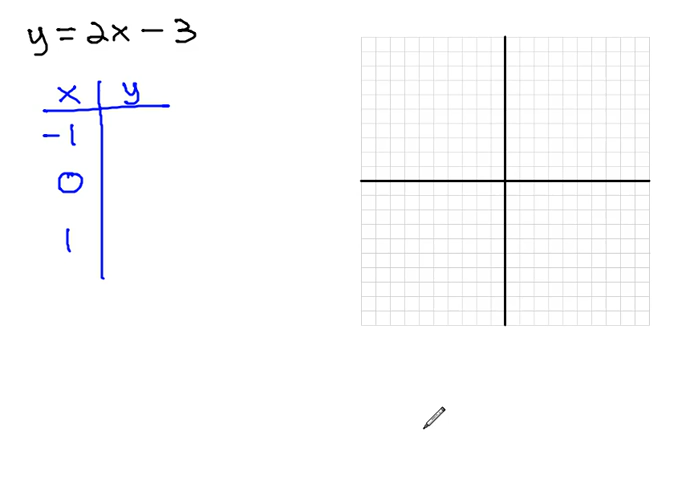 y = 2x - 3
x y
-1
0
1